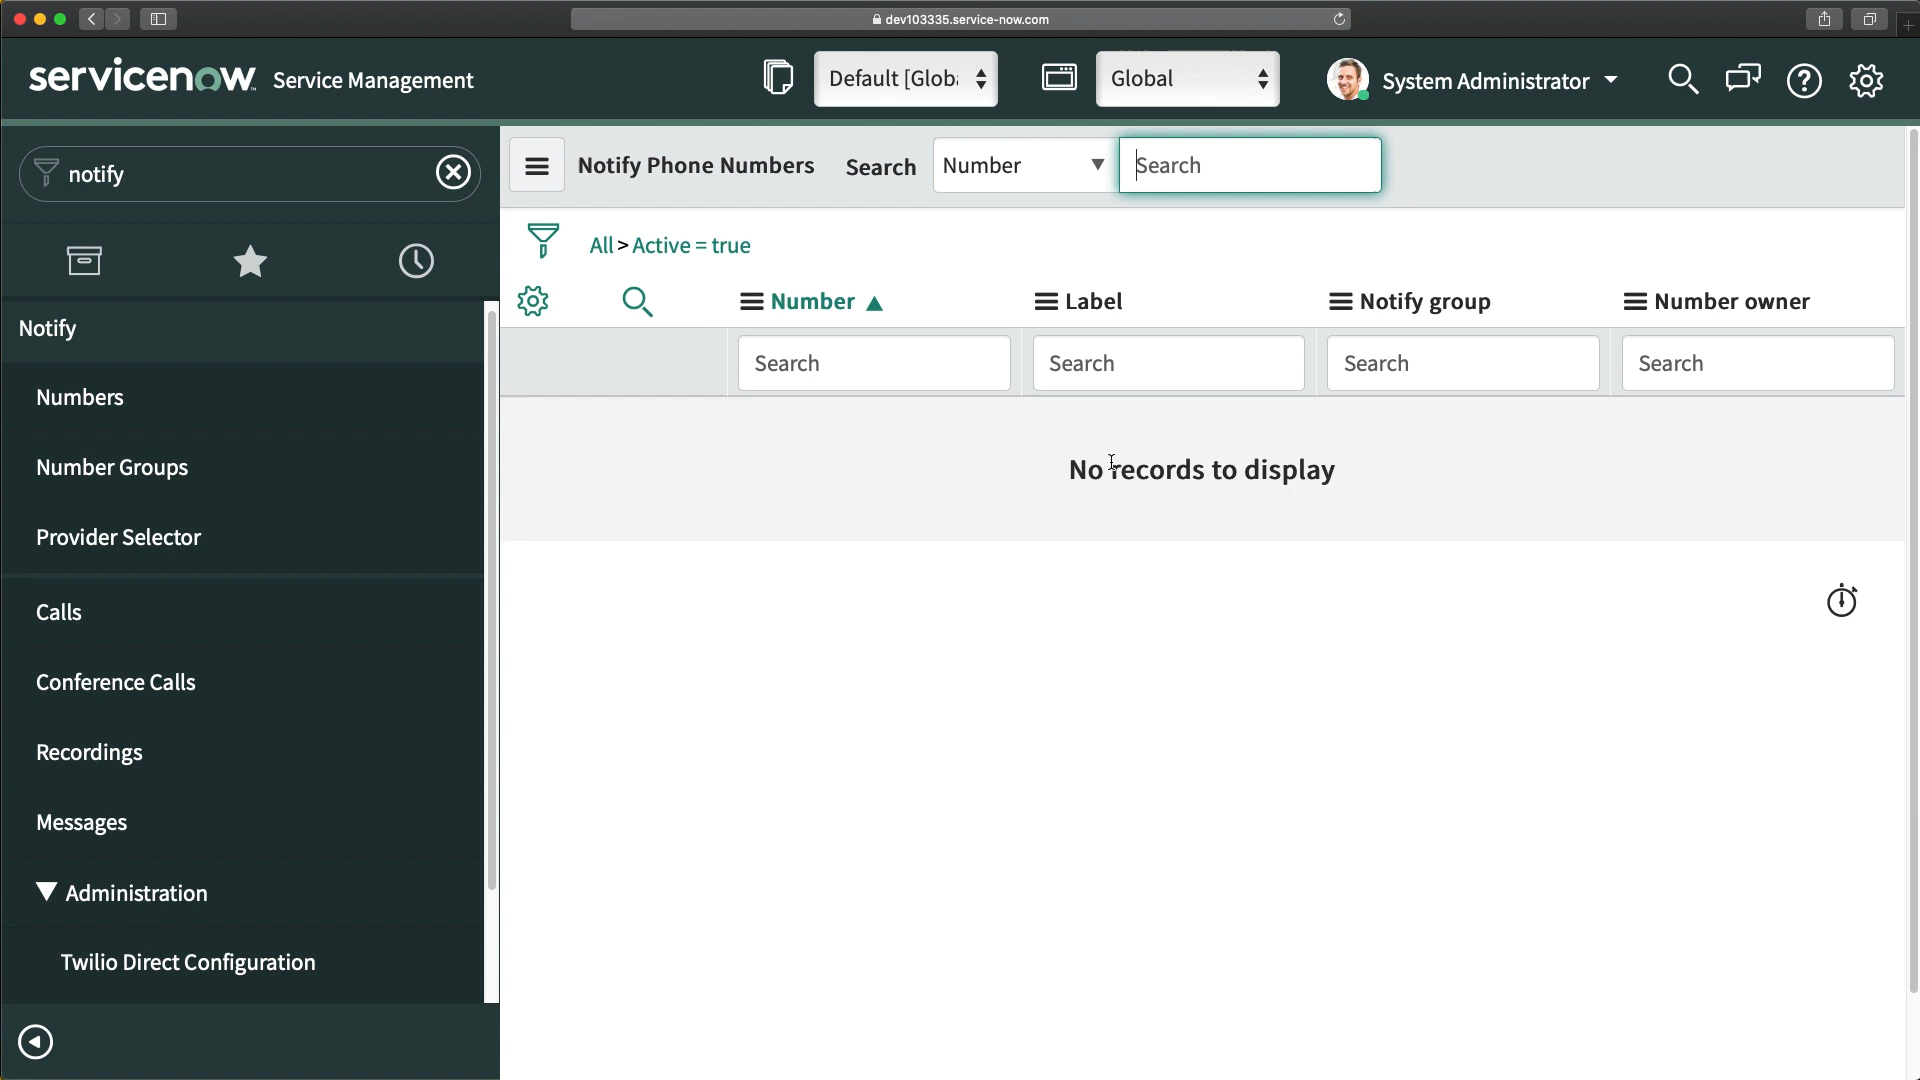 dev103335.service-now.com
servicenow Service Management
Default [Globa
Global
System Administrator
notify
Notify Phone Numbers Search Number Search
All > Active = true
Number Label Notify group Number owner
Search Search Search Search
No records to display
Notify
Numbers
Number Groups
Provider Selector
Calls
Conference Calls
Recordings
Messages
Administration
Twilio Direct Configuration